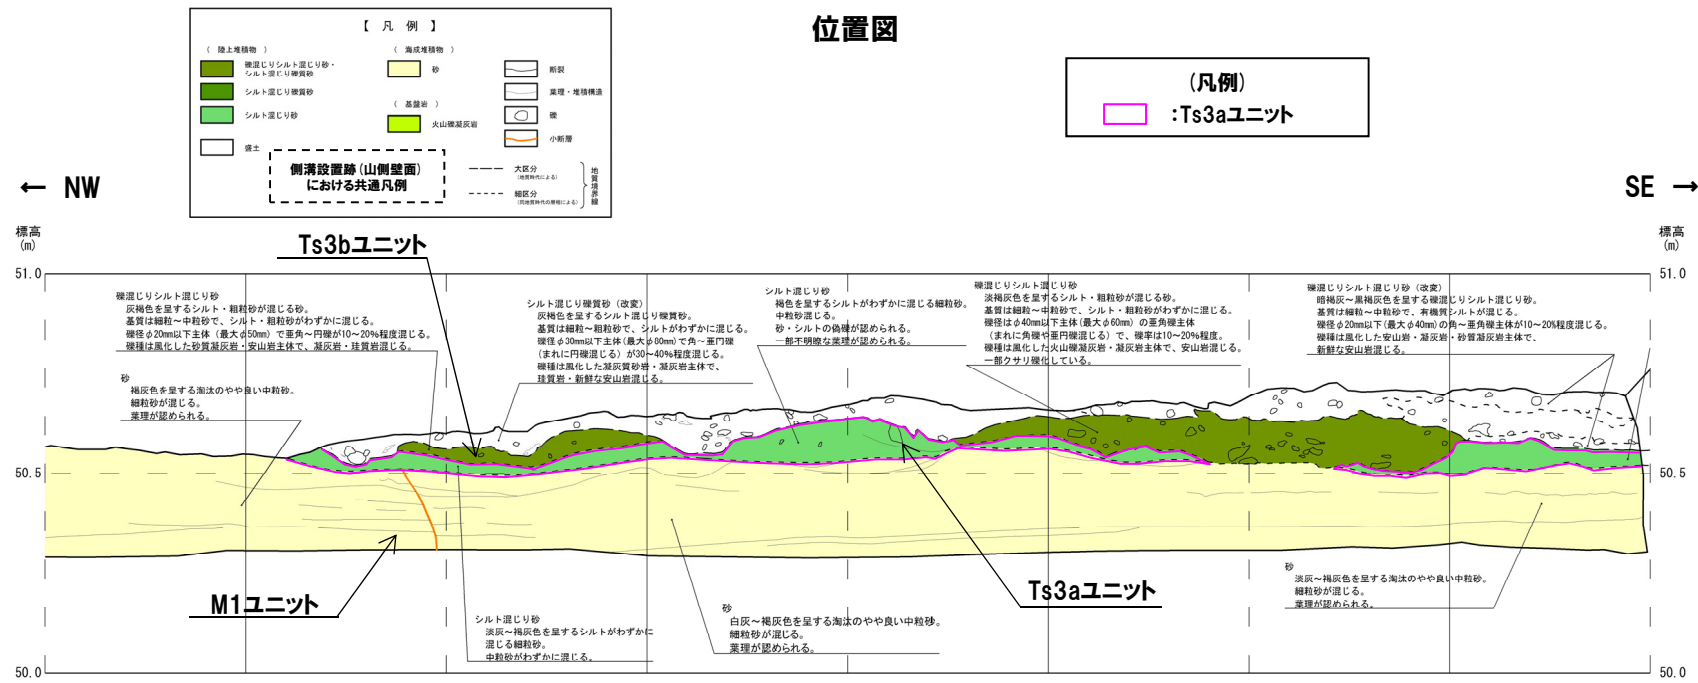 位置図
【 凡 例 】
( 陸上堆積物 )
礫混じりシルト混じり砂・
シルト混じり礫質砂
シルト混じり礫質砂
シルト混じり砂
盛土
( 海成堆積物 )
砂
( 基盤岩 )
火山礫凝灰岩
断裂
葉理・堆積構造
礫
小断層
側溝設置跡(山側壁面)
における共通凡例
大区分
(地質時代による)
細区分
(同地質時代の層相による)
地質境界線
(凡例)
:Ts3aユニット
← NW
SE →
標高
(m)
標高
(m)
51.0
51.0
50.5
50.5
50.0
50.0
Ts3bユニット
礫混じりシルト混じり砂
灰褐色を呈するシルト・粗粒砂が混じる砂。
基質は細粒~中粒砂で、シルト・粗粒砂がわずかに混じる。
礫径はφ20mm以下主体(最大φ50mm)で亜角~円礫が10~20%程度混じる。
礫種は風化した砂質凝灰岩・安山岩主体で、凝灰岩・珪質岩混じる。
砂
褐灰色を呈する淘汰のやや良い中粒砂。
細粒砂が混じる。
葉理が認められる。
シルト混じり礫質砂(改変)
灰褐色を呈するシルト混じり礫質砂。
基質は細粒~粗粒砂で、シルトがわずかに混じる。
礫径はφ30mm以下主体(最大φ80mm)で角~亜円礫
(まれに円礫混じる)が30~40%程度混じる。
礫種は風化した凝灰質砂岩・凝灰岩主体で、
珪質岩・新鮮な安山岩混じる。
シルト混じり砂
褐色を呈するシルトがわずかに混じる細粒砂。
中粒砂混じる。
砂・シルトの偽礫が認められる。
一部不明瞭な葉理が認められる。
礫混じりシルト混じり砂
淡褐灰色を呈するシルト・粗粒砂が混じる砂。
基質は細粒~中粒砂で、シルト・粗粒砂がわずかに混じる。
礫径はφ40mm以下主体(最大φ60mm)の亜角礫主体
(まれに角礫や亜円礫混じる)で、礫率は10~20%程度。
礫種は風化した火山礫凝灰岩・凝灰岩主体で、安山岩混じる。
一部クサリ礫化している。
礫混じりシルト混じり砂(改変)
暗褐灰~黒褐灰色を呈する礫混じりシルト混じり砂。
基質は細粒~中粒砂で、有機質シルトが混じる。
礫径はφ20mm以下(最大φ40mm)の角~亜角礫主体が10~20%程度混じる。
礫種は風化した安山岩・凝灰岩・砂質凝灰岩主体で、
新鮮な安山岩混じる。
M1ユニット
シルト混じり砂
淡灰~褐灰色を呈するシルトがわずかに
混じる細粒砂。
中粒砂がわずかに混じる。
砂
白灰~褐灰色を呈する淘汰のやや良い中粒砂。
細粒砂が混じる。
葉理が認められる。
Ts3aユニット
砂
淡灰~褐灰色を呈する淘汰のやや良い中粒砂。
細粒砂が混じる。
葉理が認められる。